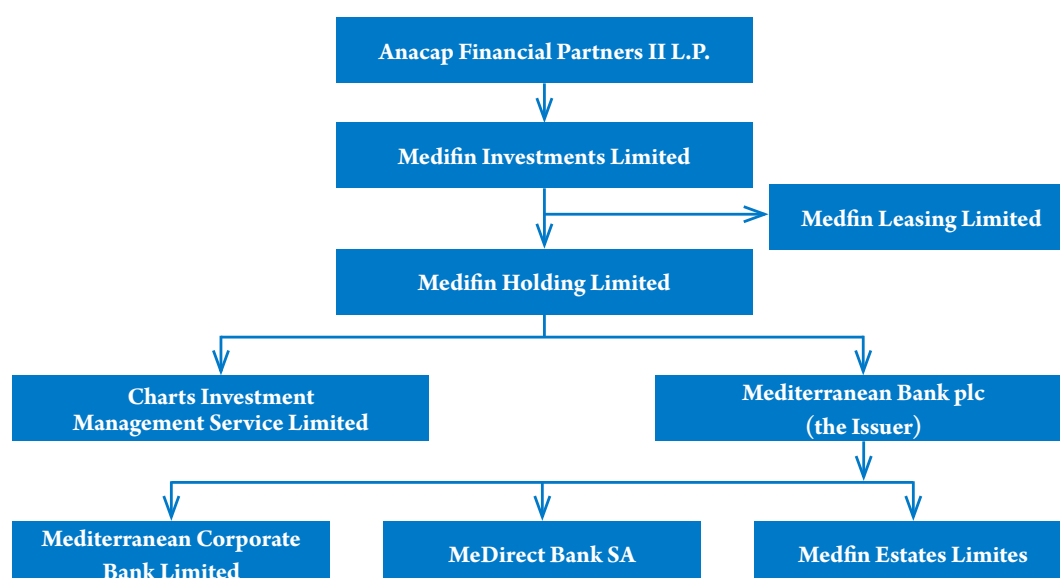 Anacap Financial Partners II L.P.
Medifin Investments Limited
Medfin Leasing Limited
Medifin Holding Limited
Charts Investment
Management Service Limited
Mediterranean Bank plc
(the Issuer)
Mediterranean Corporate
Bank Limited
MeDirect Bank SA
Medfin Estates Limites